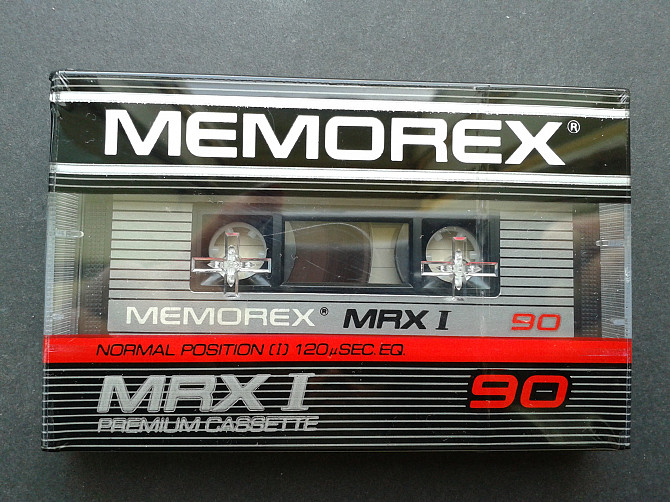 MEMOREX®
MEMOREX® MRX I 90
NORMAL POSITION (I) 120µSEC. EQ.
MRX I 90
PREMIUM CASSETTE